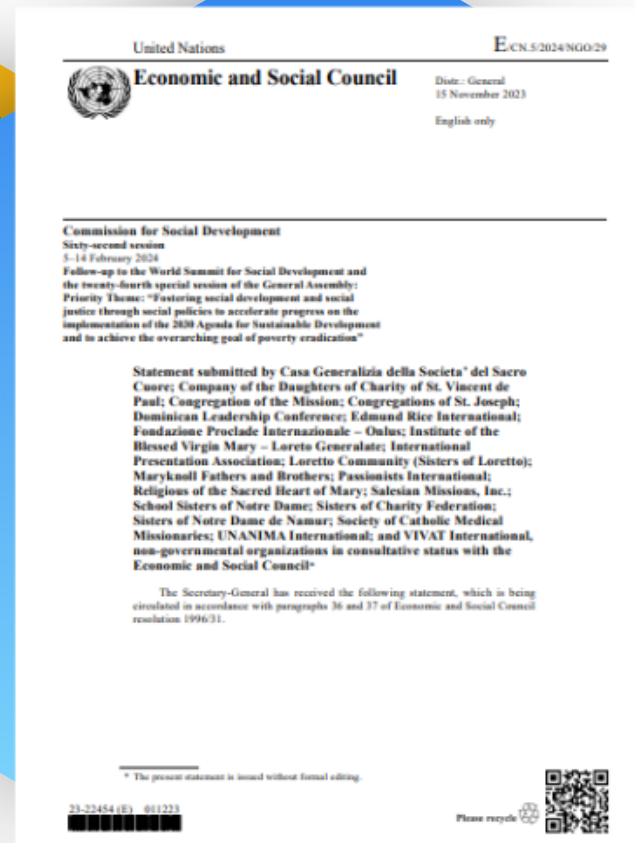 United Nations
E/CN.5/2024/NGO/29
Economic and Social Council
Distr.: General
15 November 2023
English only
Commission for Social Development
Sixty-second session
5–14 February 2024
Follow-up to the World Summit for Social Development and
the twenty-fourth special session of the General Assembly:
Priority Theme: “Fostering social development and social
justice through social policies to accelerate progress on the
implementation of the 2030 Agenda for Sustainable Development
and to achieve the overarching goal of poverty eradication”
Statement submitted by Casa Generalizia della Societa’ del Sacro
Cuore; Company of the Daughters of Charity of St. Vincent de
Paul; Congregation of the Mission; Congregations of St. Joseph;
Dominican Leadership Conference; Edmund Rice International;
Fondazione Proclade Internazionale – Onlus; Institute of the
Blessed Virgin Mary – Loreto Generalate; International
Presentation Association; Loretto Community (Sisters of Loretto);
Maryknoll Fathers and Brothers; Passionists International;
Religious of the Sacred Heart of Mary; Salesian Missions, Inc.;
School Sisters of Notre Dame; Sisters of Charity Federation;
Sisters of Notre Dame de Namur; Society of Catholic Medical
Missionaries; UNANIMA International; and VIVAT International,
non-governmental organizations in consultative status with the
Economic and Social Council*
The Secretary-General has received the following statement, which is being
circulated in accordance with paragraphs 36 and 37 of Economic and Social Council
resolution 1996/31.
* The present statement is issued without formal editing.
23-22454 (E) 011223
Please recycle